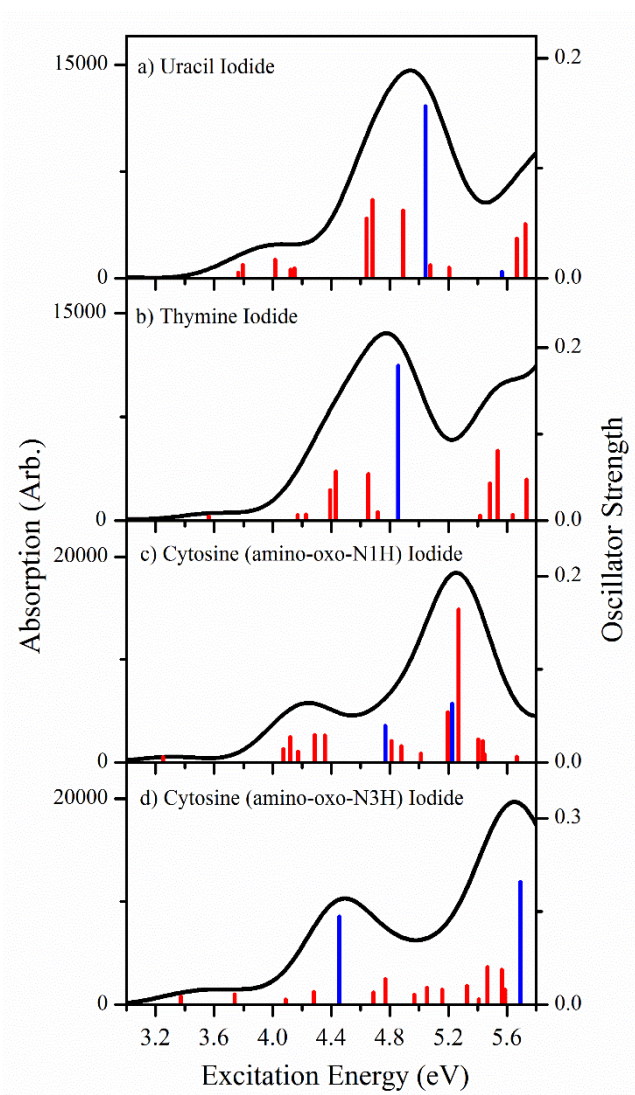 a) Uracil Iodide
15000
0
0.2
0.0
b) Thymine Iodide
15000
0
0.2
0.0
c) Cytosine (amino-oxo-N1H) Iodide
20000
0
0.2
0.0
d) Cytosine (amino-oxo-N3H) Iodide
20000
0
0.3
0.0
3.2 3.6 4.0 4.4 4.8 5.2 5.6
Excitation Energy (eV)
Absorption (Arb.)
Oscillator Strength